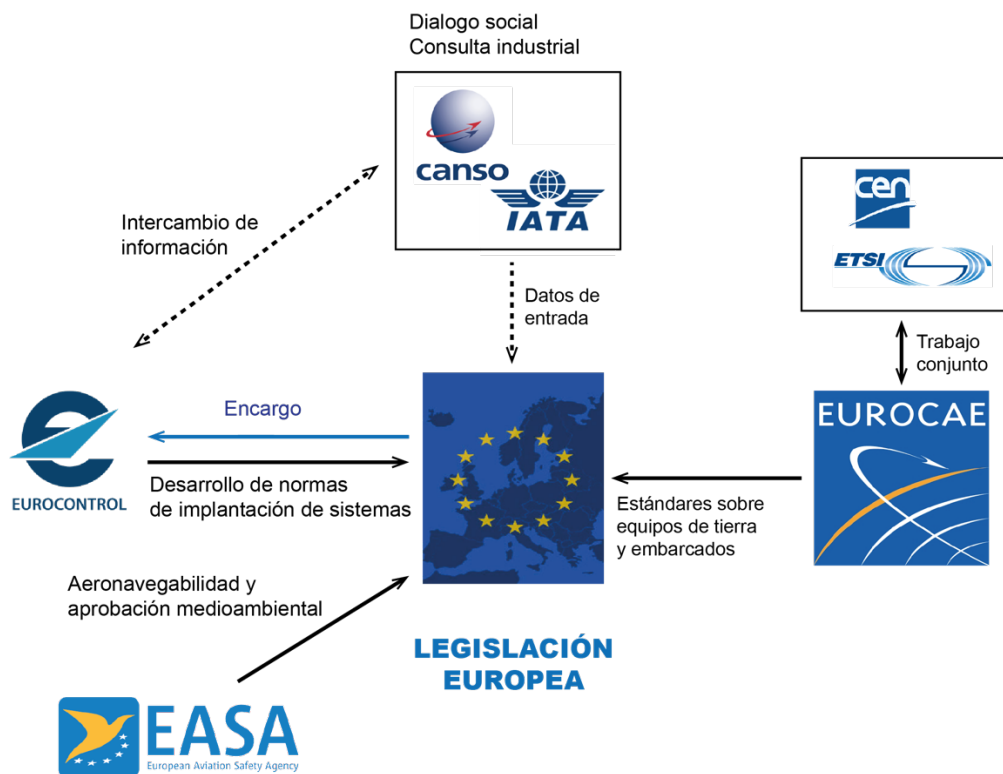 Dialogo social
Consulta industrial
canso
IATA
cen
ETSI
Intercambio de
información
Datos de
entrada
Trabajo
conjunto
EUROCAE
Encargo
EUROCONTROL
Desarrollo de normas
de implantación de sistemas
Estándares sobre
equipos de tierra
y embarcados
Aeronavegabilidad y
aprobación medioambiental
LEGISLACIÓN
EUROPEA
EASA
European Aviation Safety Agency